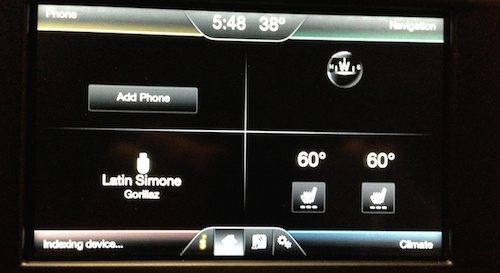 Phone
5:48 38°
Navigation
N W S
Add Phone
Latin Simone
Gorillaz
60° 60°
Indexing device...
Climate